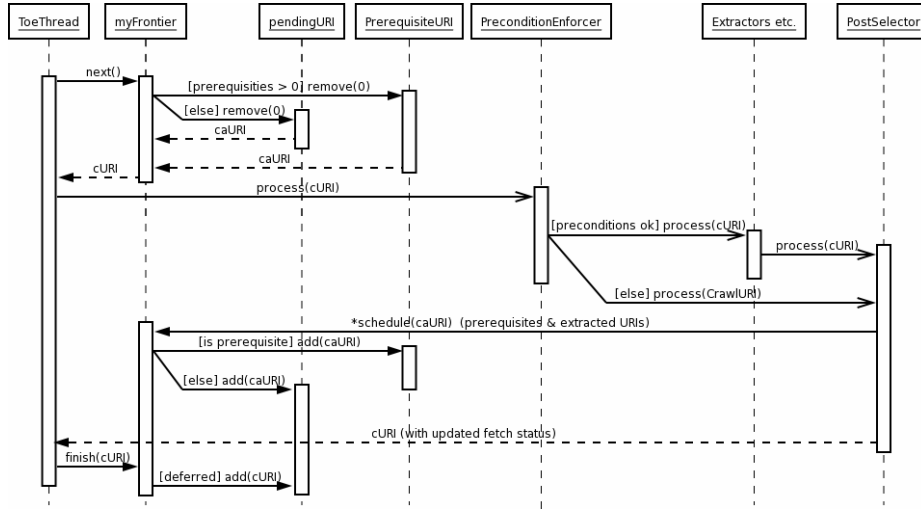 ToeThread
myFrontier
pendingURI
PrerequisiteURI
PreconditionEnforcer
Extractors etc.
PostSelector
next()
[prerequisities > 0] remove(0)
[else] remove(0)
caURI
caURI
cURI
process(cURI)
[preconditions ok] process(cURI)
process(cURI)
[else] process(CrawlURI)
*schedule(caURI) (prerequisites & extracted URIs)
[is prerequisite] add(caURI)
[else] add(caURI)
cURI (with updated fetch status)
finish(cURI)
[deferred] add(cURI)